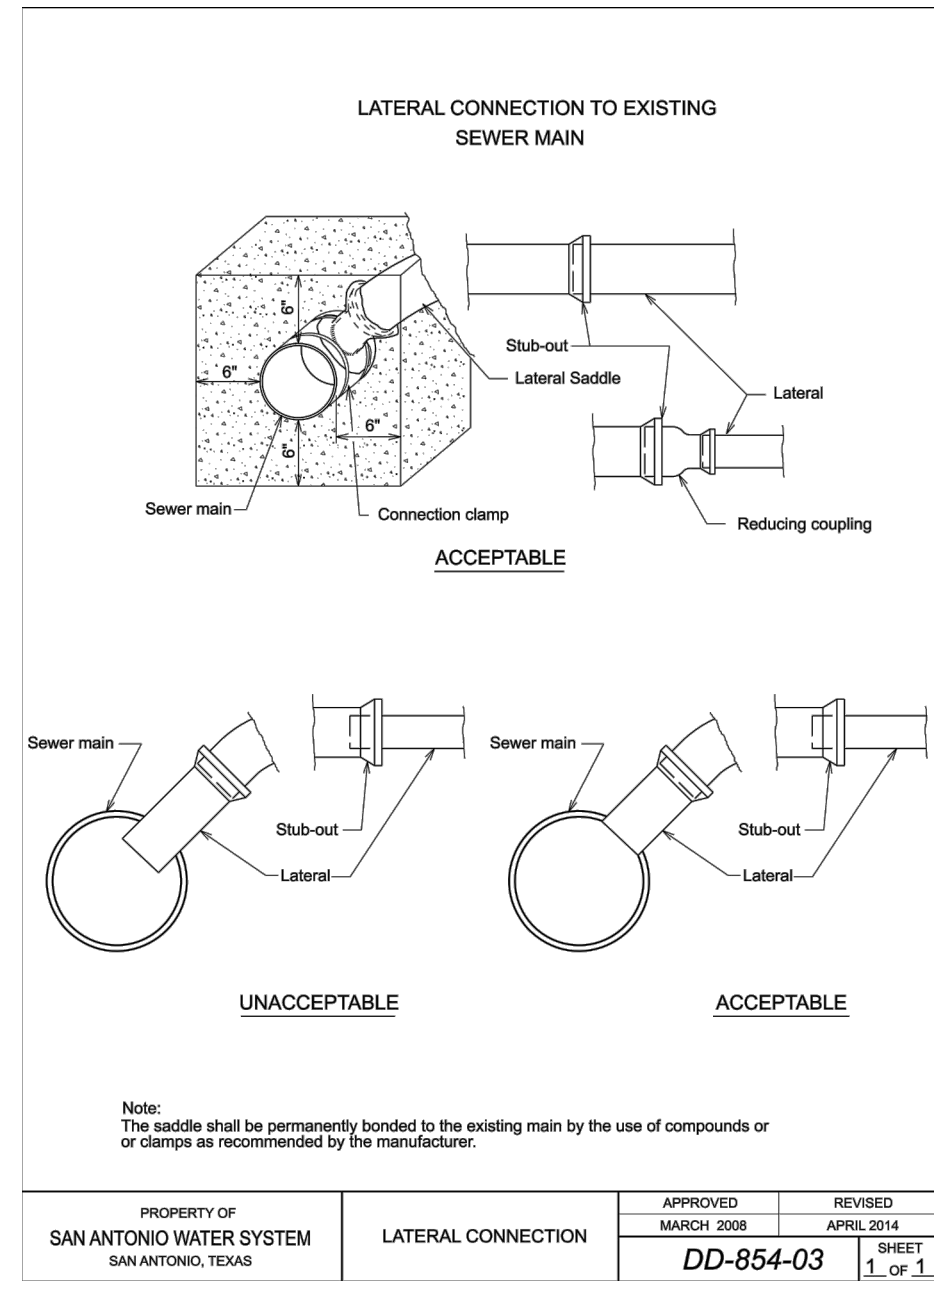 LATERAL CONNECTION TO EXISTING
SEWER MAIN
6"
6"
6"
6"
Stub-out
Lateral Saddle
Lateral
Sewer main
Connection clamp
Reducing coupling
ACCEPTABLE
Sewer main
Stub-out
Lateral
UNACCEPTABLE
Sewer main
Stub-out
Lateral
ACCEPTABLE
Note:
The saddle shall be permanently bonded to the existing main by the use of compounds or
or clamps as recommended by the manufacturer.
PROPERTY OF
SAN ANTONIO WATER SYSTEM
SAN ANTONIO, TEXAS
LATERAL CONNECTION
APPROVED
MARCH 2008
REVISED
APRIL 2014
DD-854-03
SHEET
1 OF 1